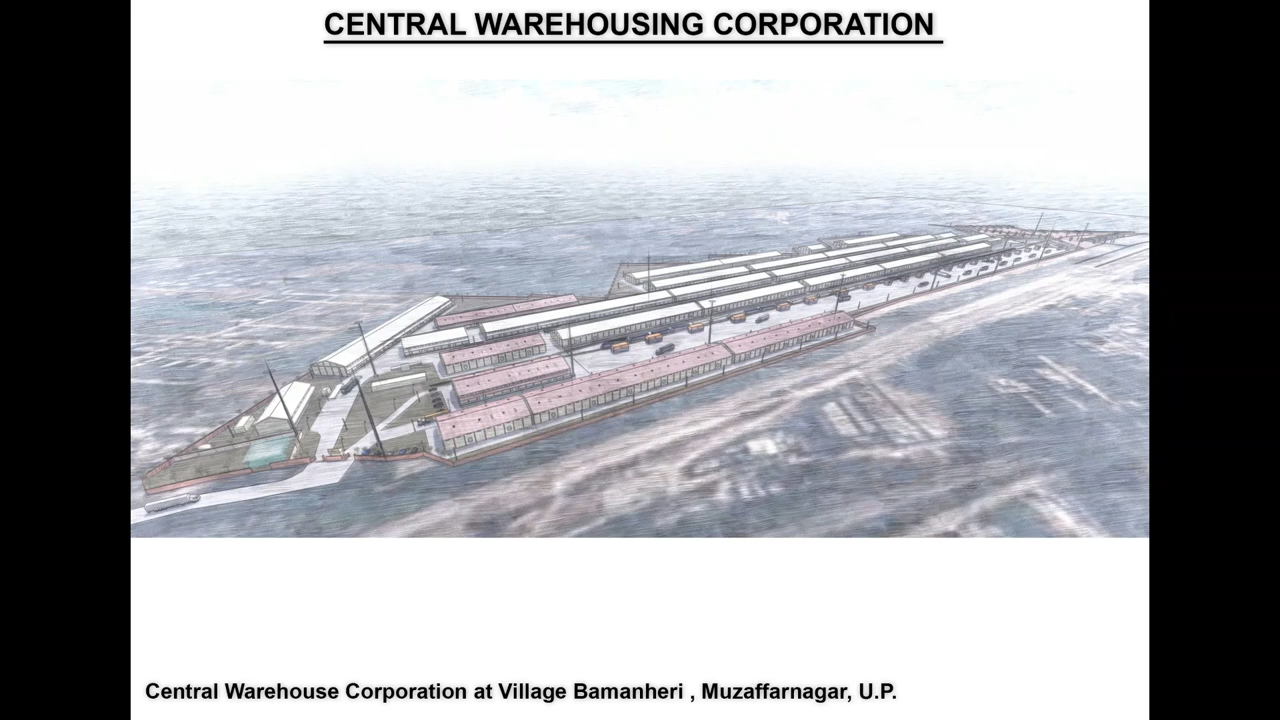 CENTRAL WAREHOUSING CORPORATION
Central Warehouse Corporation at Village Bamanheri , Muzaffarnagar, U.P.